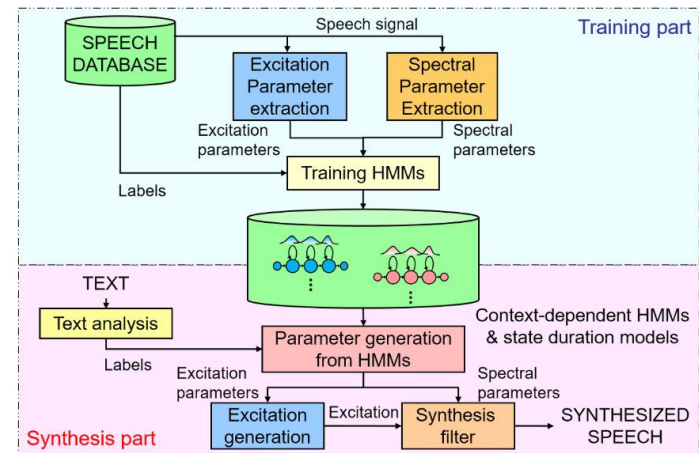 Speech signal
Training part
SPEECH
DATABASE
Excitation
Parameter
extraction
Spectral
Parameter
Extraction
Excitation
parameters
Spectral
parameters
Training HMMs
Labels
TEXT
Text analysis
Context-dependent HMMs
& state duration models
Parameter generation
from HMMs
Labels
Excitation
parameters
Spectral
parameters
Excitation
generation
Excitation
Synthesis
filter
SYNTHESIZED
SPEECH
Synthesis part